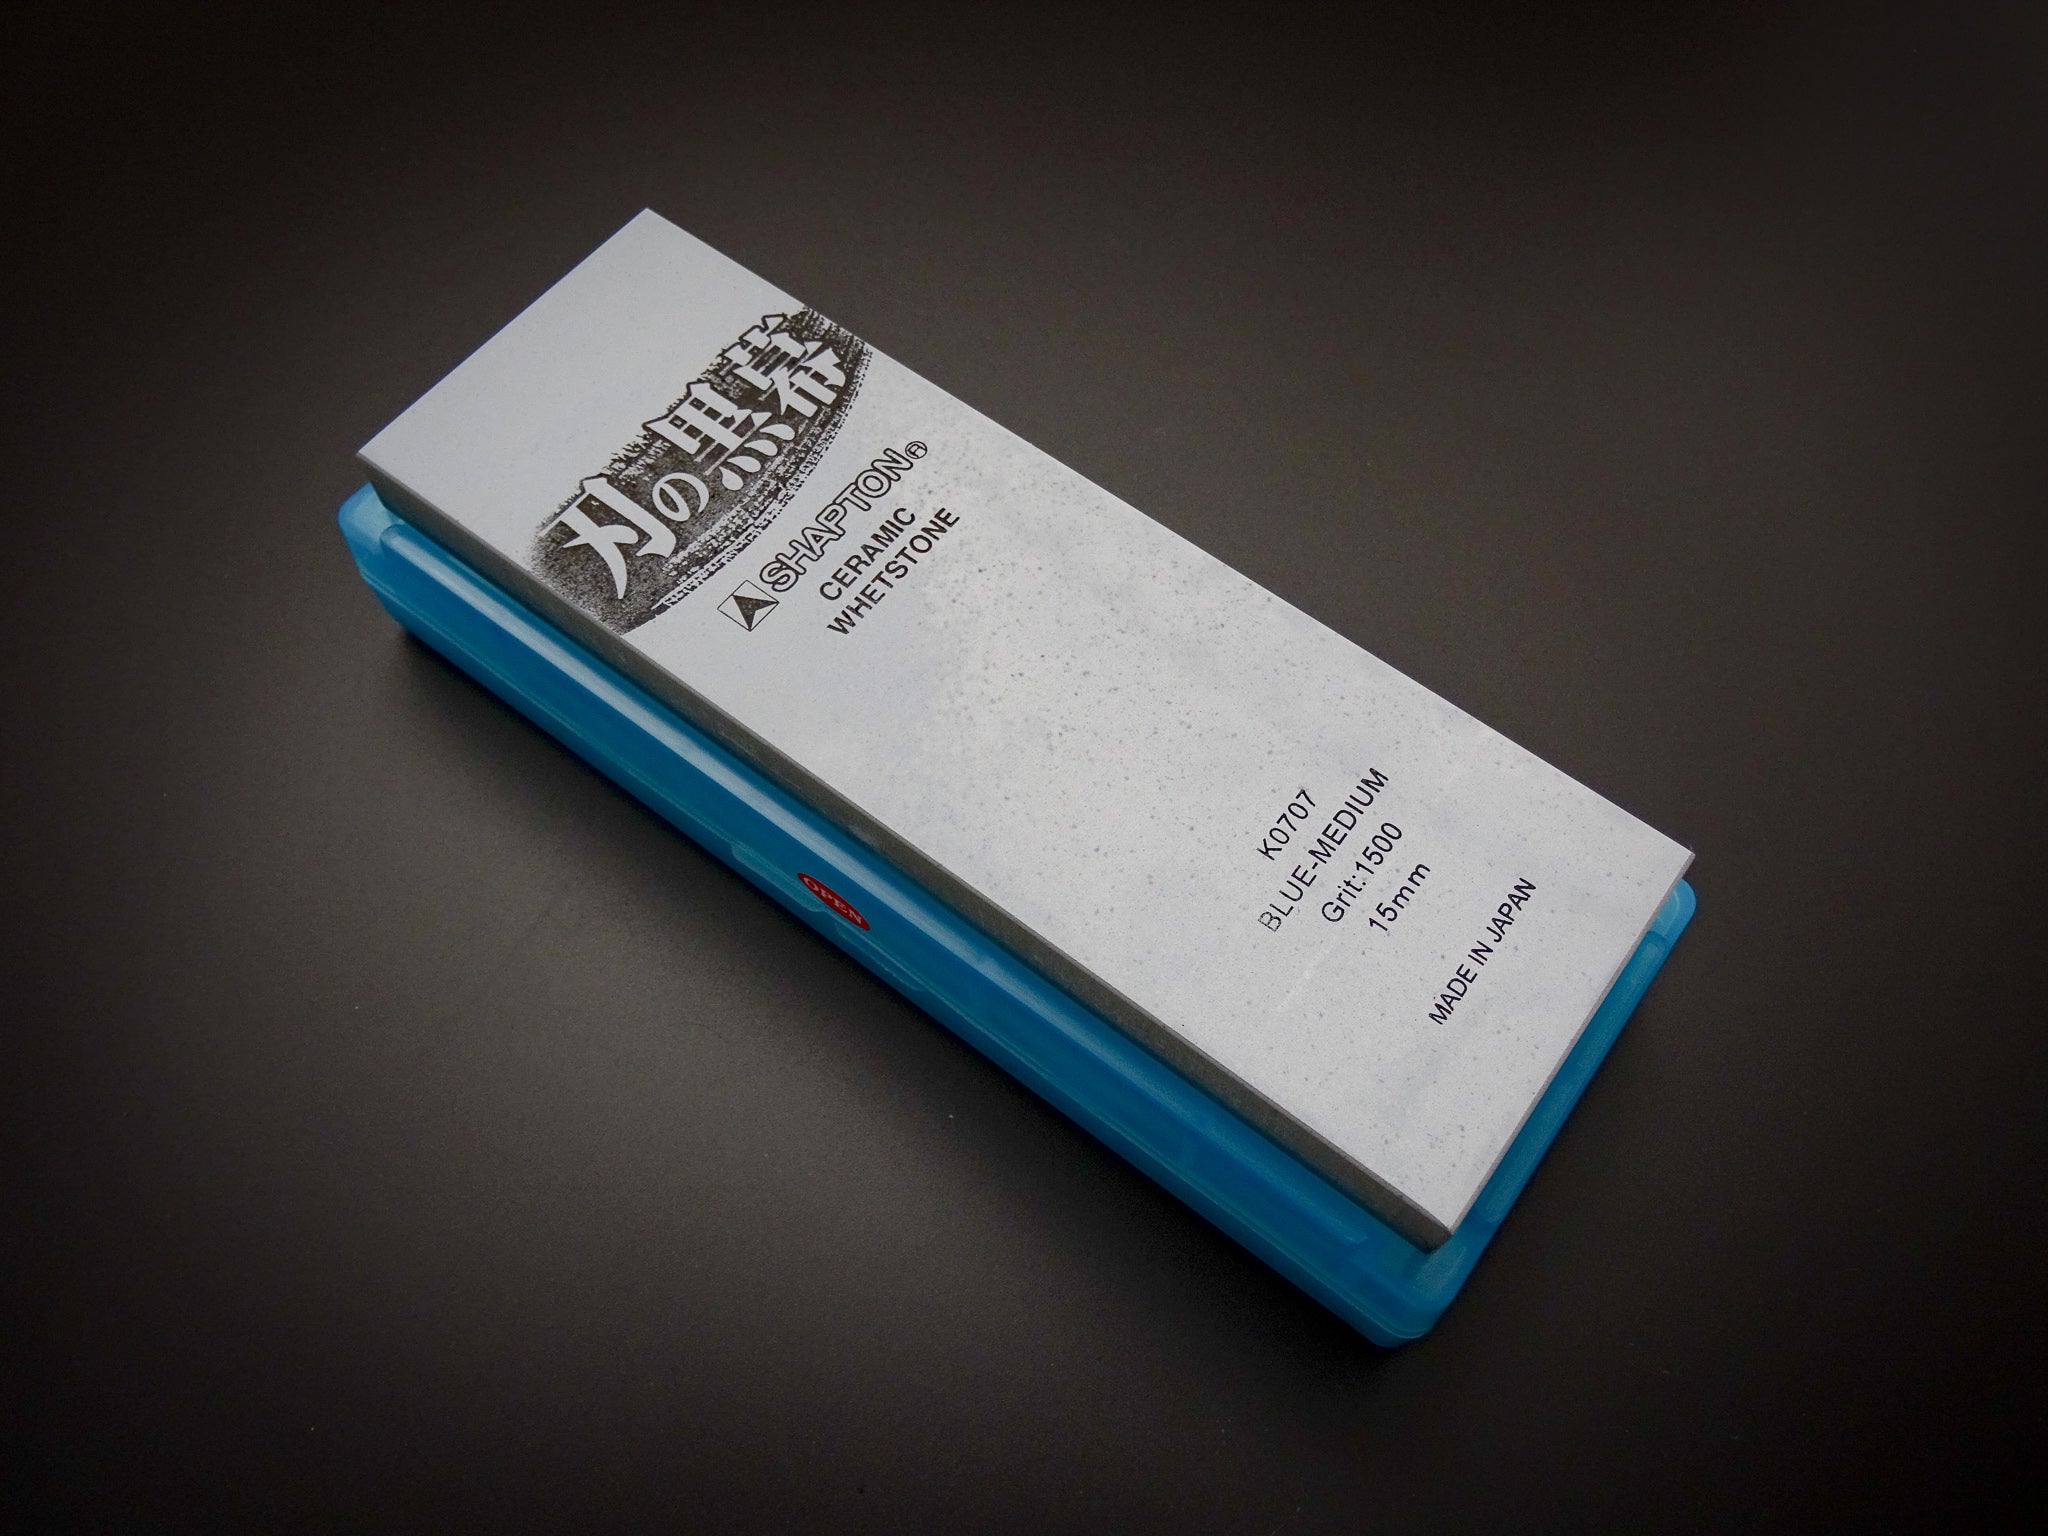 刃の黒幕
SHAPTON®
CERAMIC
WHETSTONE
K0707
BLUE-MEDIUM
Grit:1500
15mm
MADE IN JAPAN
OPEN